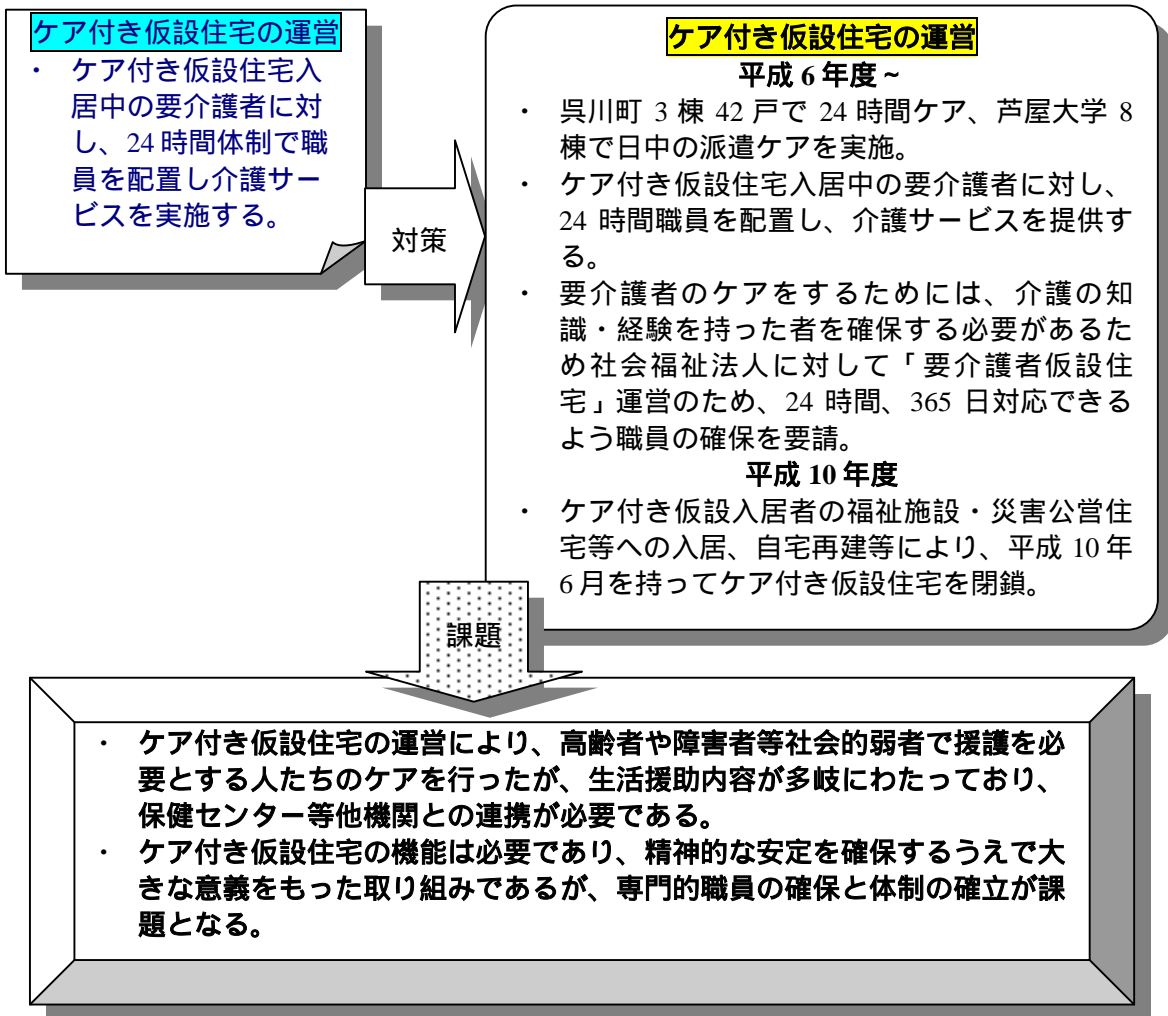 ケア付き仮設住宅の運営
・ ケア付き仮設住宅入
居中の要介護者に対
し、24時間体制で職
員を配置し介護サー
ビスを実施する。
対策
ケア付き仮設住宅の運営
平成 6 年度～
・ 呉川町 3 棟 42 戸で 24 時間ケア、芦屋大学 8
棟で日中の派遣ケアを実施。
・ ケア付き仮設住宅入居中の要介護者に対し、
24 時間職員を配置し、介護サービスを提供す
る。
・ 要介護者のケアをするためには、介護の知
識・経験を持った者を確保する必要があるた
め社会福祉法人に対して「要介護者仮設住
宅」運営のため、24 時間、365 日対応できる
よう職員の確保を要請。
平成 10 年度
・ ケア付き仮設入居者の福祉施設・災害公営住
宅等への入居、自宅再建等により、平成 10 年
6 月を持ってケア付き仮設住宅を閉鎖。
課題
・ ケア付き仮設住宅の運営により、高齢者や障害者等社会的弱者で援護を必
要とする人たちのケアを行ったが、生活援助内容が多岐にわたっており、
保健センター等他機関との連携が必要である。
・ ケア付き仮設住宅の機能は必要であり、精神的な安定を確保するうえで大
きな意義をもった取り組みであるが、専門的職員の確保と体制の確立が課
題となる。